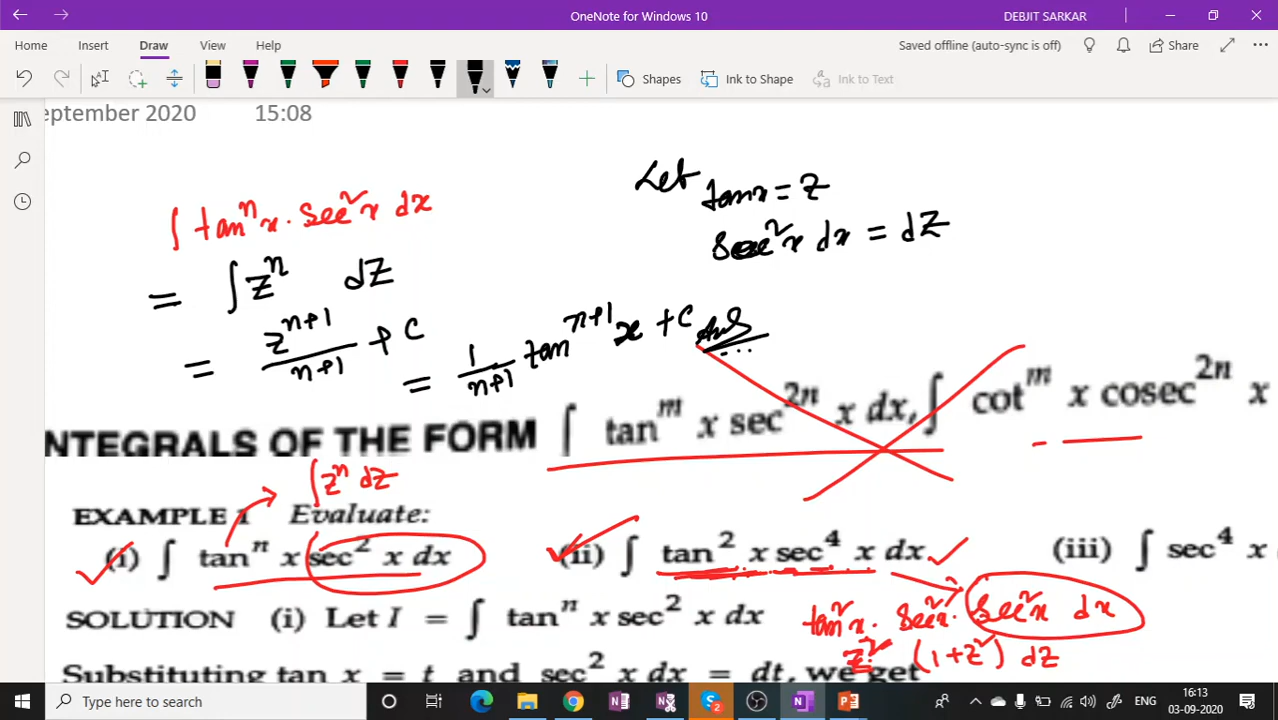 OneNote for Windows 10
DEBJIT SARKAR
Home Insert Draw View Help
Saved offline (auto-sync is off)
Share
Shapes
Ink to Shape
Ink to Text
eptember 2020 15:08
Let tanx = z
sec²x dx = dz
∫ tanⁿx · sec²x dx
= ∫ zⁿ dz
= zⁿ⁺¹/n+1 + C = 1/n+1 tanⁿ⁺¹x + C Ans
NTEGRALS OF THE FORM ∫ tanᵐ x sec²ⁿ x dx, ∫ cotᵐ x cosec²ⁿ x
∫ zⁿ dz
EXAMPLE 1 Evaluate:
(i) ∫ tanⁿ x sec² x dx (ii) ∫ tan² x sec⁴ x dx (iii) ∫ sec⁴ x
tan²x · sec²x · sec²x dx
z² (1+z²) dz
SOLUTION (i) Let I = ∫ tanⁿ x sec² x dx
Substituting tan x = t and sec² x dx = dt, we get
Type here to search
2
ENG
16:13
03-09-2020